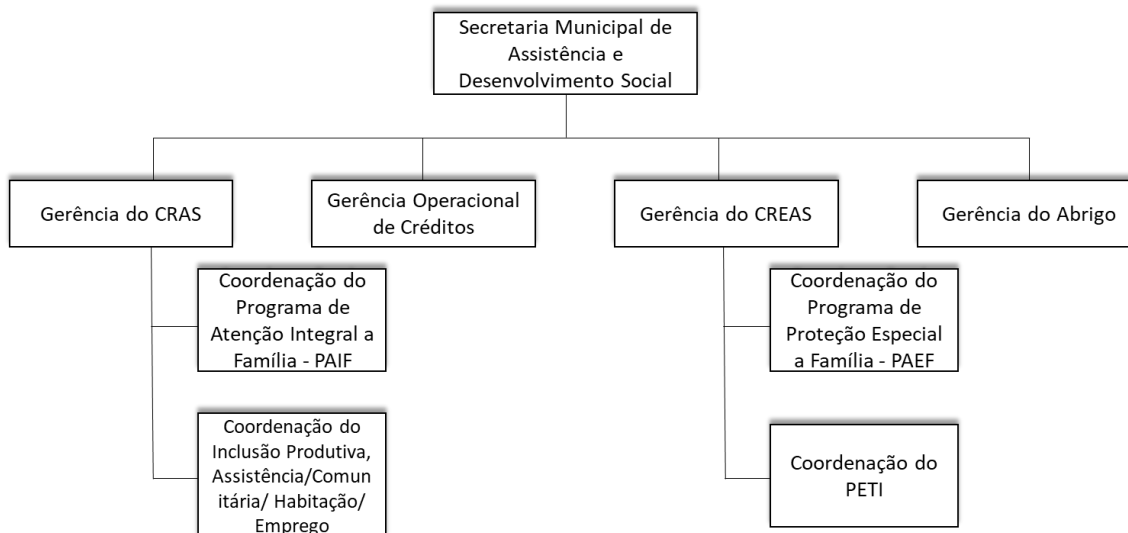 Secretaria Municipal de
Assistência e
Desenvolvimento Social
Gerência do CRAS
Gerência Operacional
de Créditos
Gerência do CREAS
Gerência do Abrigo
Coordenação do
Programa de
Atenção Integral a
Família - PAIF
Coordenação do
Programa de
Proteção Especial
a Família - PAEF
Coordenação do
Inclusão Produtiva,
Assistência/Comun
itária/ Habitação/
Emprego
Coordenação do
PETI